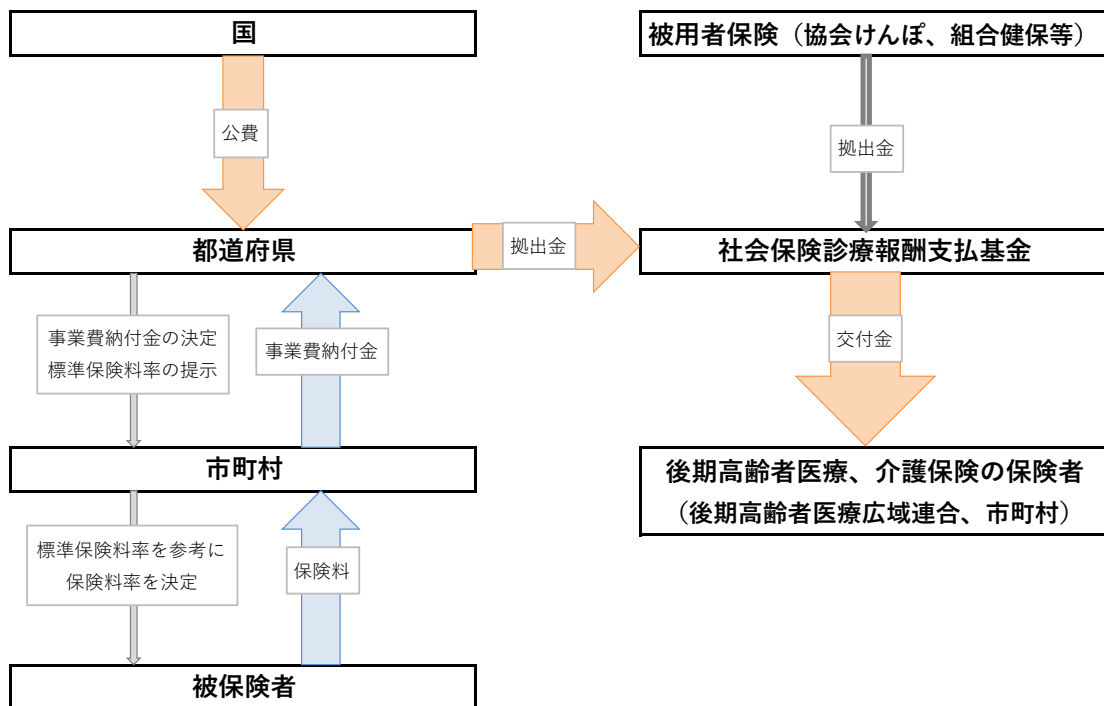 国
公費
都道府県
事業費納付金の決定
標準保険料率の提示
事業費納付金
市町村
標準保険料率を参考に
保険料率を決定
保険料
被保険者
拠出金
被用者保険（協会けんぽ、組合健保等）
拠出金
社会保険診療報酬支払基金
交付金
後期高齢者医療、介護保険の保険者
（後期高齢者医療広域連合、市町村）